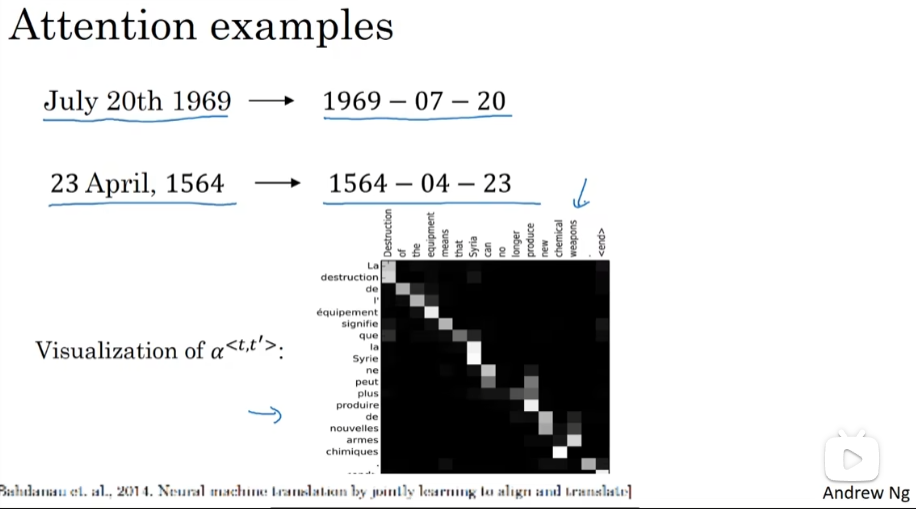 Attention examples
July 20th 1969 → 1969 − 07 − 20
23 April, 1564 → 1564 − 04 − 23
Destruction
of
the
equipment
means
that
Syria
can
no
longer
produce
new
chemical
weapons
.
<end>
La
destruction
de
l'
équipement
signifie
que
la
Syrie
ne
peut
plus
produire
de
nouvelles
armes
chimiques
.
Visualization of α<t,t′>:
Bahdanau et. al., 2014. Neural machine translation by jointly learning to align and translate]
Andrew Ng